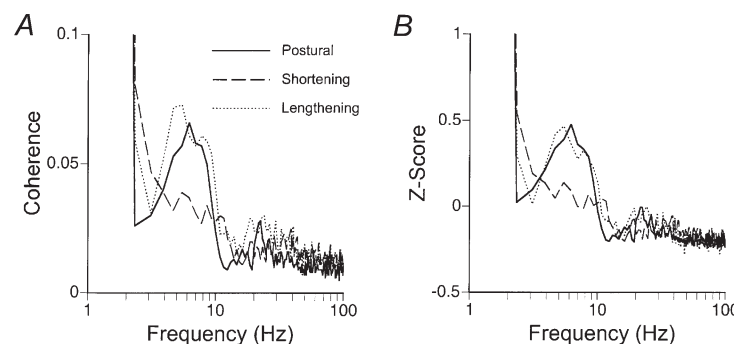 A
B
0.1
Postural
Shortening
Lengthening
0.05
Coherence
0
1
10
100
Frequency (Hz)
1
0.5
0
-0.5
Z-Score
1
10
100
Frequency (Hz)